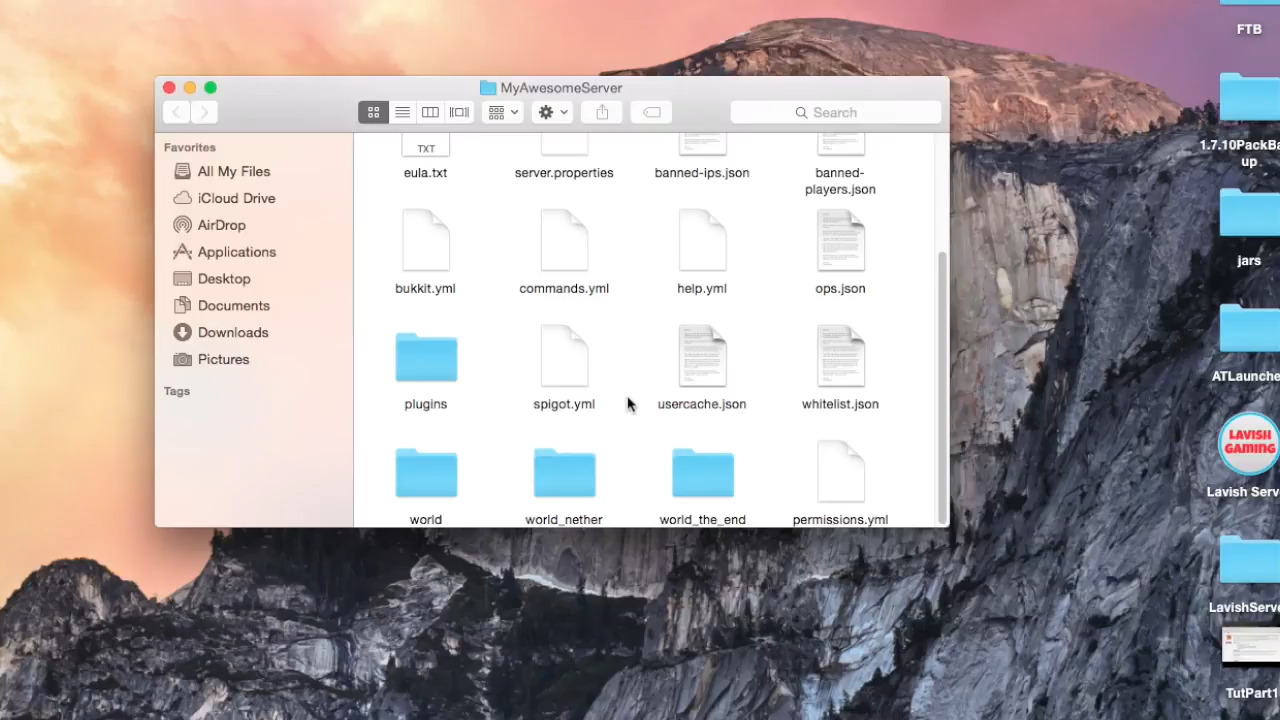 FTB
MyAwesomeServer
Search
1.7.10PackBa
up
Favorites
All My Files
iCloud Drive
AirDrop
Applications
Desktop
Documents
Downloads
Pictures
Tags
TXT
eula.txt
server.properties
banned-ips.json
banned-
players.json
bukkit.yml
commands.yml
help.yml
ops.json
plugins
spigot.yml
usercache.json
whitelist.json
world
world_nether
world_the_end
permissions.yml
jars
ATLaunche
LAVISH
GAMING
Lavish Serv
LavishServe
TutPart1